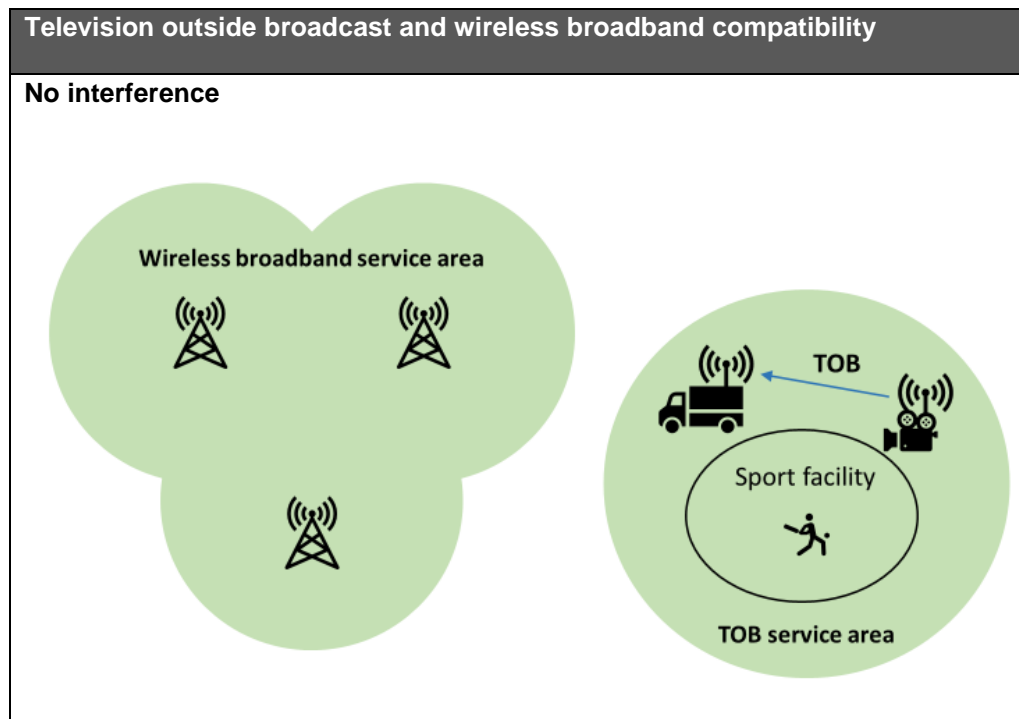 Television outside broadcast and wireless broadband compatibility
No interference
Wireless broadband service area
TOB
Sport facility
TOB service area